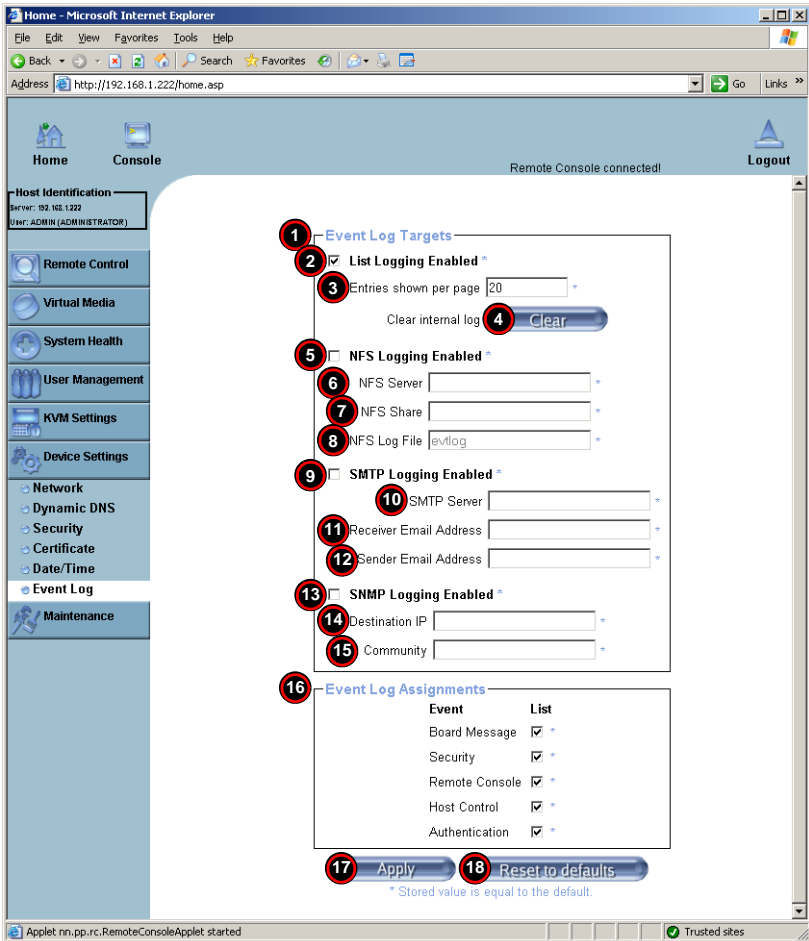 Home - Microsoft Internet Explorer
File Edit View Favorites Tools Help
Back Search Favorites
Address http://192.168.1.222/home.asp Go Links »
Home Console Logout
Remote Console connected!
Host Identification
Server: 192.168.1.222
User: ADMIN (ADMINISTRATOR)
Remote Control
Virtual Media
System Health
User Management
KVM Settings
Device Settings
Network
Dynamic DNS
Security
Certificate
Date/Time
Event Log
Maintenance
1 Event Log Targets
2 List Logging Enabled *
3 Entries shown per page 20 *
Clear internal log 4 Clear
5 NFS Logging Enabled *
6 NFS Server *
7 NFS Share *
8 NFS Log File evtlog *
9 SMTP Logging Enabled *
10 SMTP Server *
11 Receiver Email Address *
12 Sender Email Address *
13 SNMP Logging Enabled *
14 Destination IP *
15 Community *
16 Event Log Assignments
Event List
Board Message *
Security *
Remote Console *
Host Control *
Authentication *
17 Apply 18 Reset to defaults
* Stored value is equal to the default.
Applet nn.pp.rc.RemoteConsoleApplet started Trusted sites